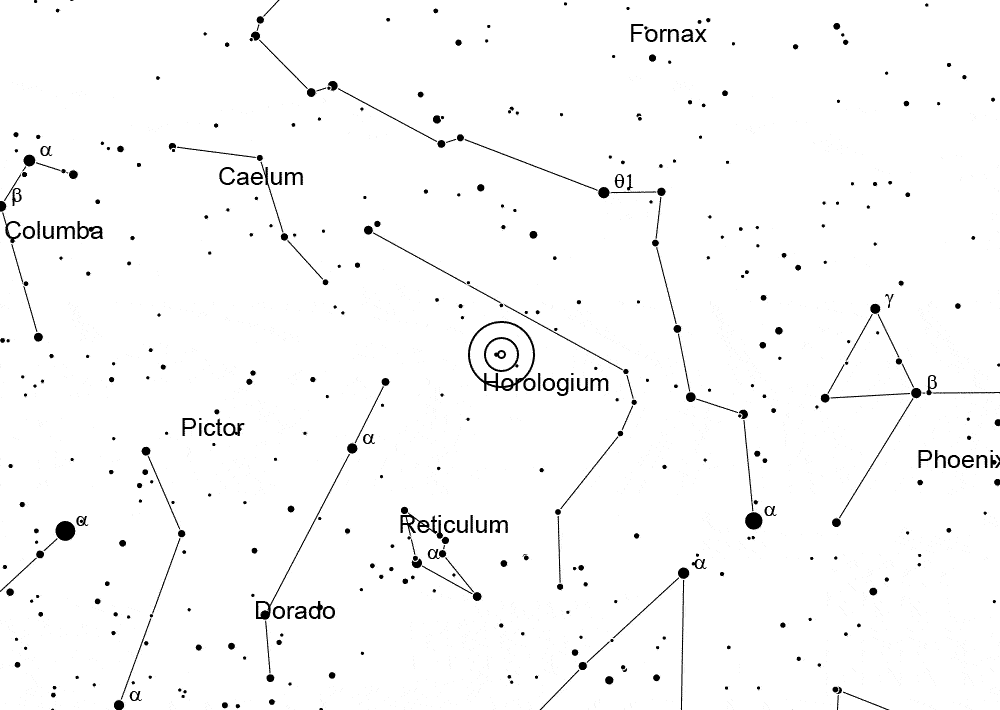 Fornax
α
Caelum
θ1
β
Columba
γ
Horologium
β
Pictor
α
Phoenix
α
α
Reticulum
α
α
Dorado
α